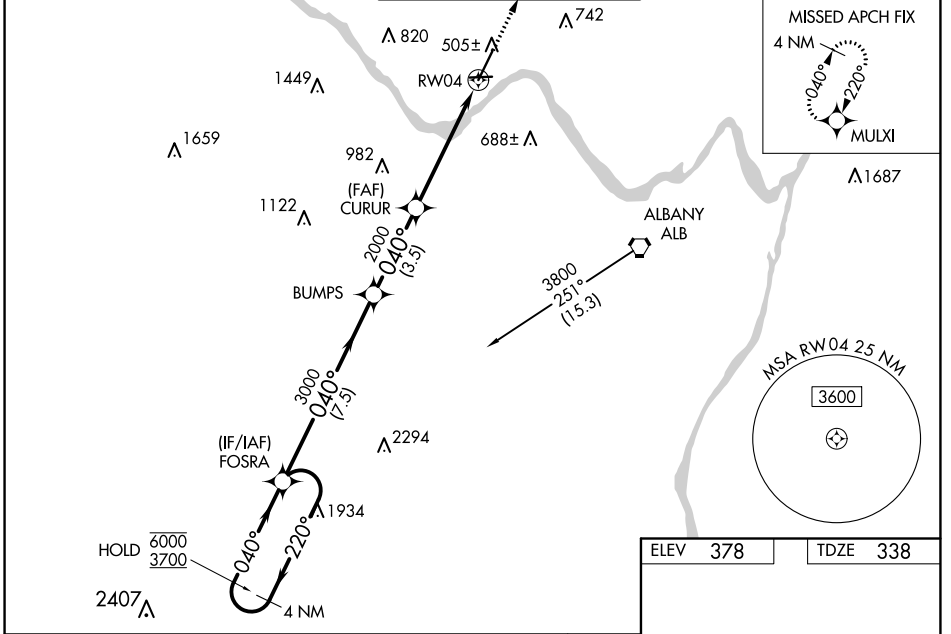 742
820
505±
RW04
1449
1659
982
688±
(FAF)
CURUR
1122
2000
040°
(3.5)
BUMPS
ALBANY
ALB
3800
251°
(15.3)
3000
040°
(7.5)
(IF/IAF)
FOSRA
2294
1934
040°
220°
HOLD
6000
3700
4 NM
2407
MISSED APCH FIX
4 NM
040°
220°
MULXI
1687
MSA RW04 25 NM
3600
ELEV 378
TDZE 338